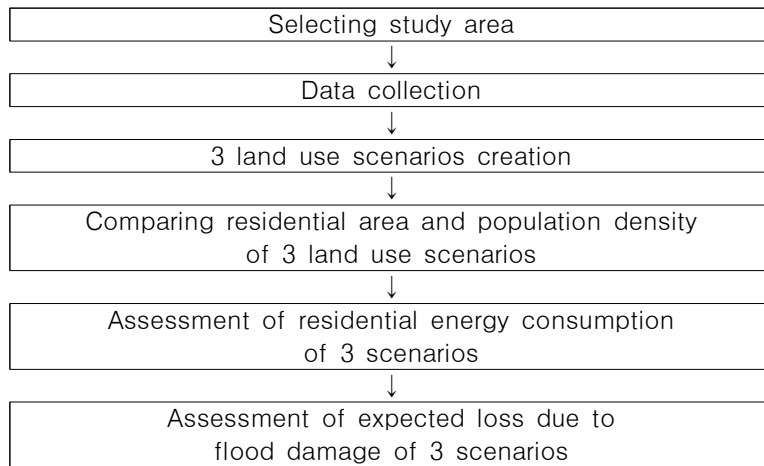 Selecting study area
↓
Data collection
↓
3 land use scenarios creation
↓
Comparing residential area and population density
of 3 land use scenarios
↓
Assessment of residential energy consumption
of 3 scenarios
↓
Assessment of expected loss due to
flood damage of 3 scenarios